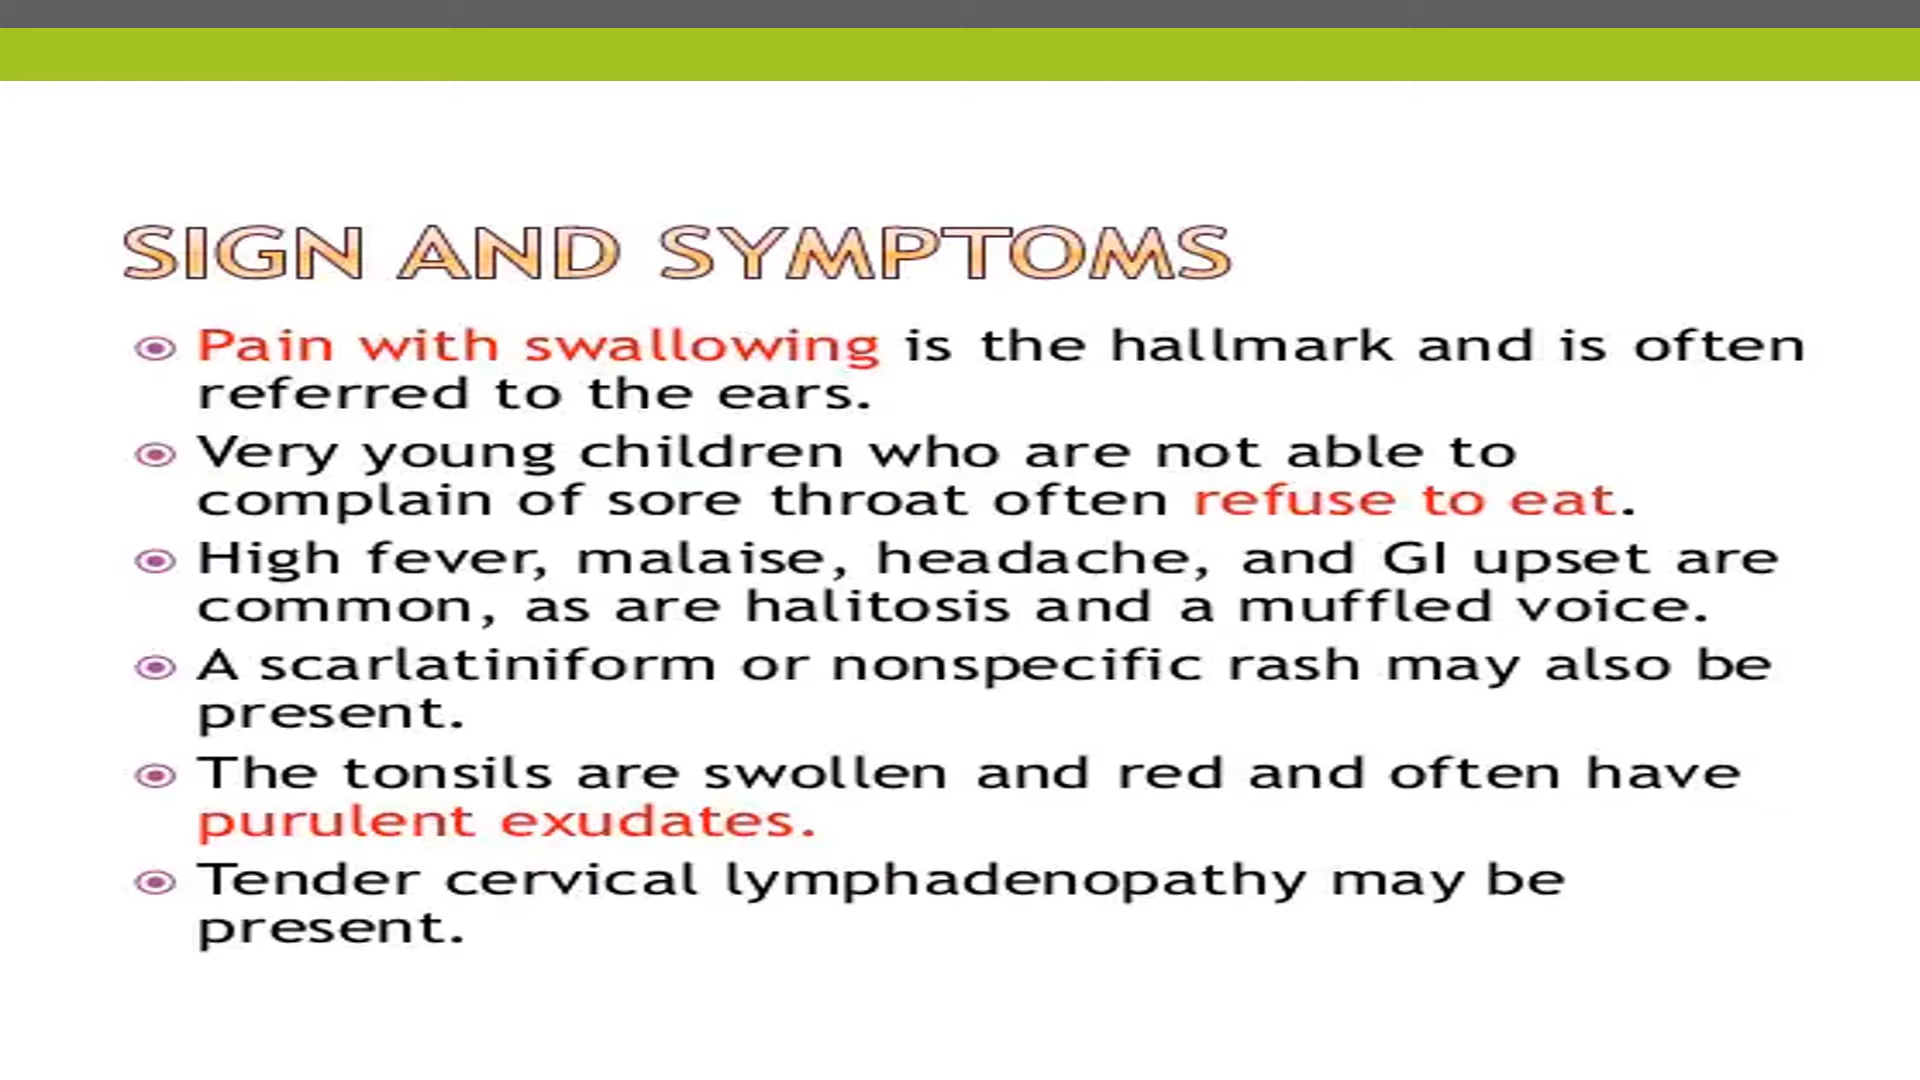 SIGN AND SYMPTOMS
Pain with swallowing is the hallmark and is often
referred to the ears.
Very young children who are not able to
complain of sore throat often refuse to eat.
High fever, malaise, headache, and GI upset are
common, as are halitosis and a muffled voice.
A scarlatiniform or nonspecific rash may also be
present.
The tonsils are swollen and red and often have
purulent exudates.
Tender cervical lymphadenopathy may be
present.